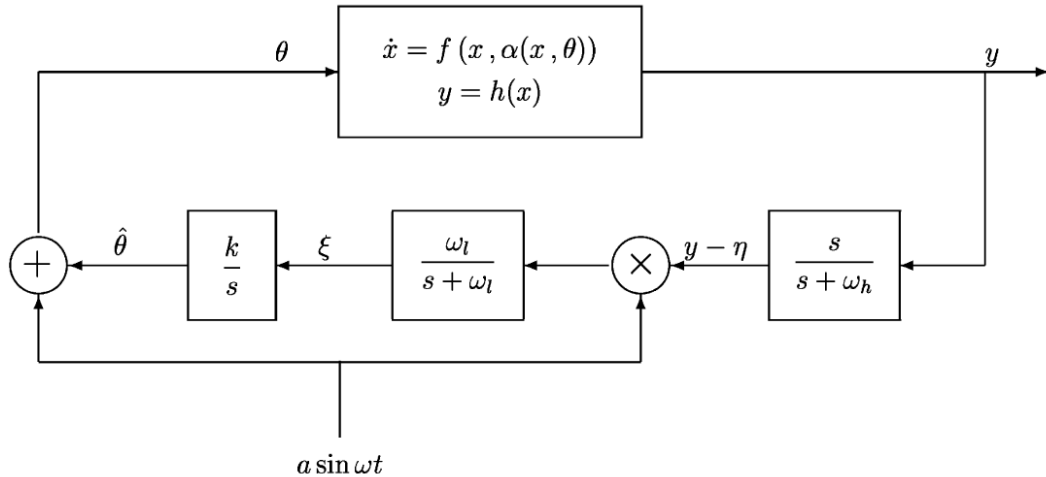 θ
ẋ = f (x , α(x , θ))
y = h(x)
y
+
θ̂
k/s
ξ
ω_l/(s + ω_l)
×
y − η
s/(s + ω_h)
a sin ωt